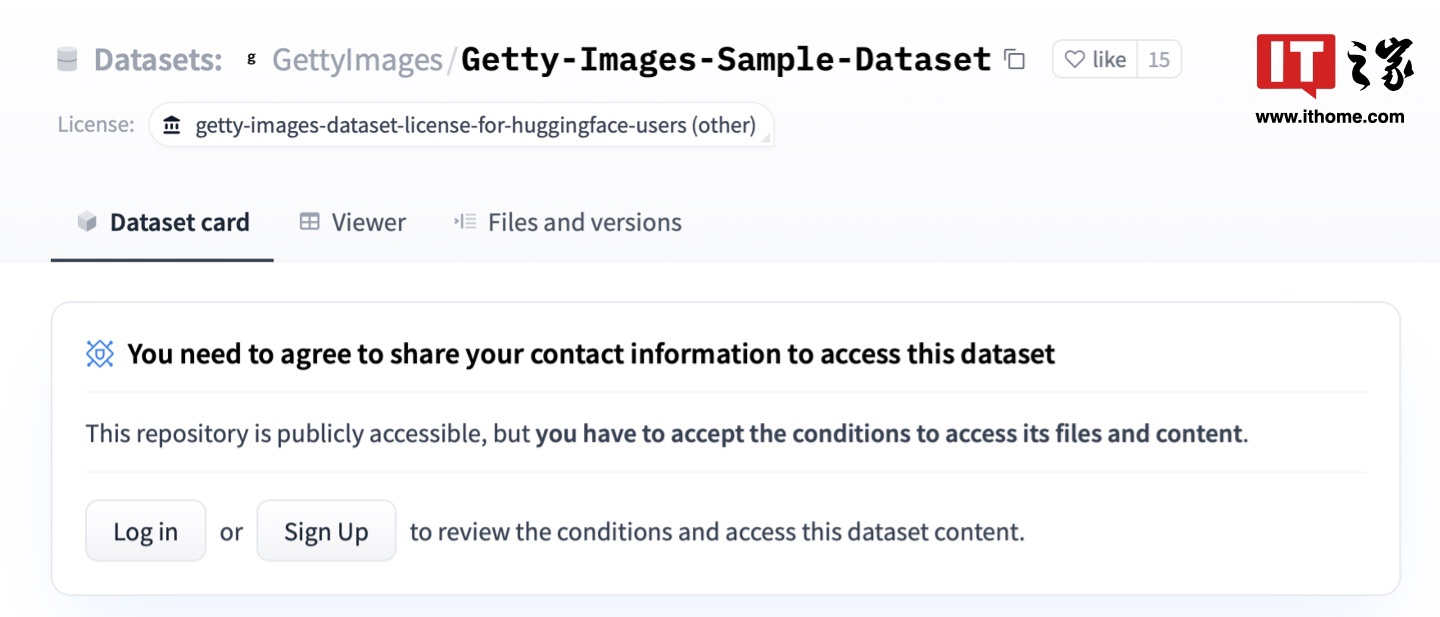 Datasets: g GettyImages/Getty-Images-Sample-Dataset like 15
IT之家
www.ithome.com
License: getty-images-dataset-license-for-huggingface-users (other)
Dataset card Viewer Files and versions
You need to agree to share your contact information to access this dataset
This repository is publicly accessible, but you have to accept the conditions to access its files and content.
Log in or Sign Up to review the conditions and access this dataset content.